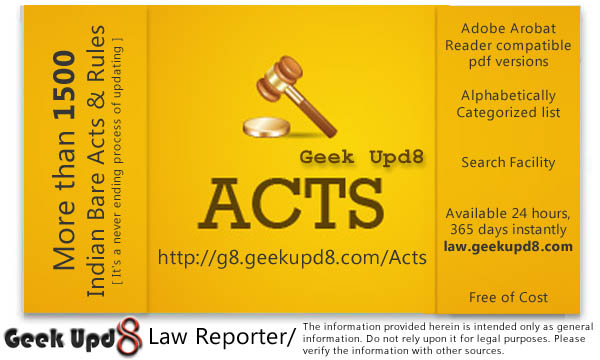 More than 1500
Indian Bare Acts & Rules
[ It's a never ending process of updating ]
Geek Upd8
ACTS
http://g8.geekupd8.com/Acts
Adobe Arobat
Reader compatible
pdf versions
Alphabetically
Categorized list
Search Facility
Available 24 hours,
365 days instantly
law.geekupd8.com
Free of Cost
Geek Upd8 Law Reporter/
The information provided herein is intended only as general
information. Do not rely upon it for legal purposes. Please
verify the information with other sources.